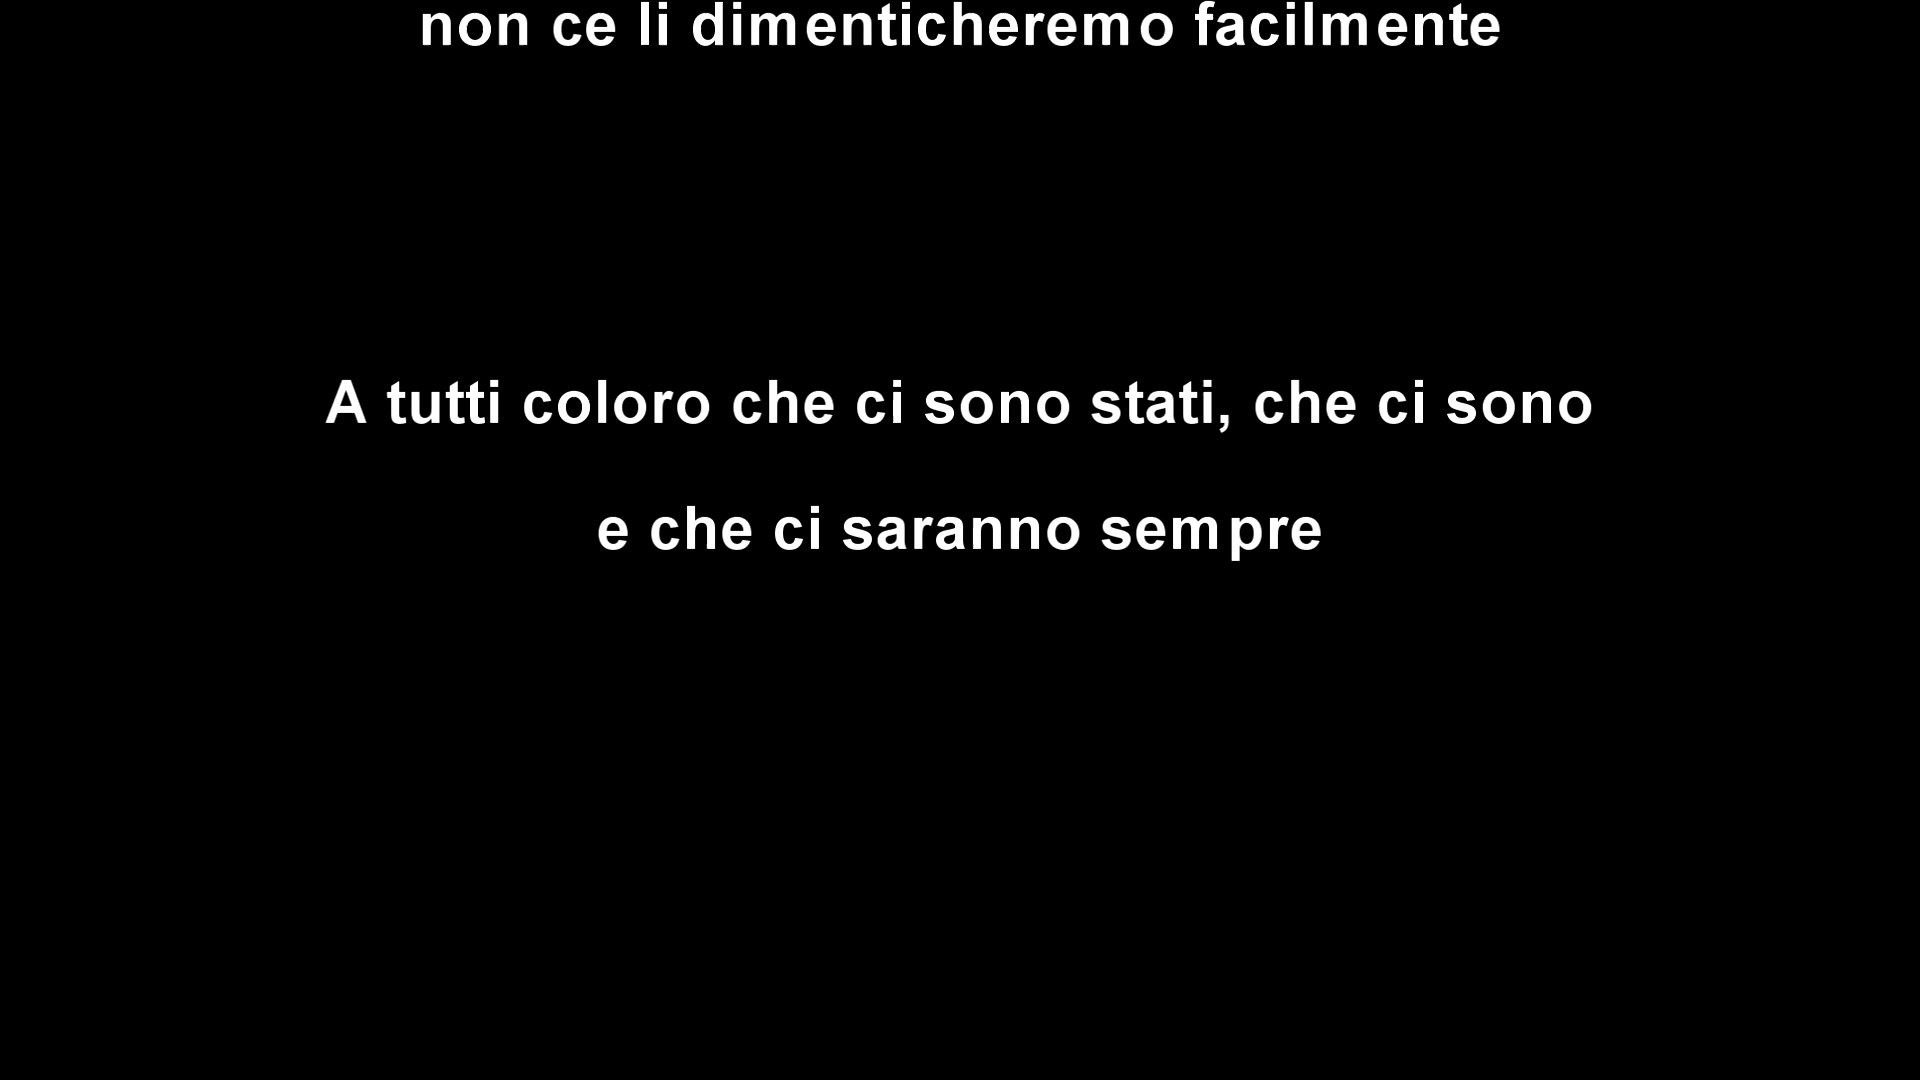 non ce li dimenticheremo facilmente
A tutti coloro che ci sono stati, che ci sono
e che ci saranno sempre